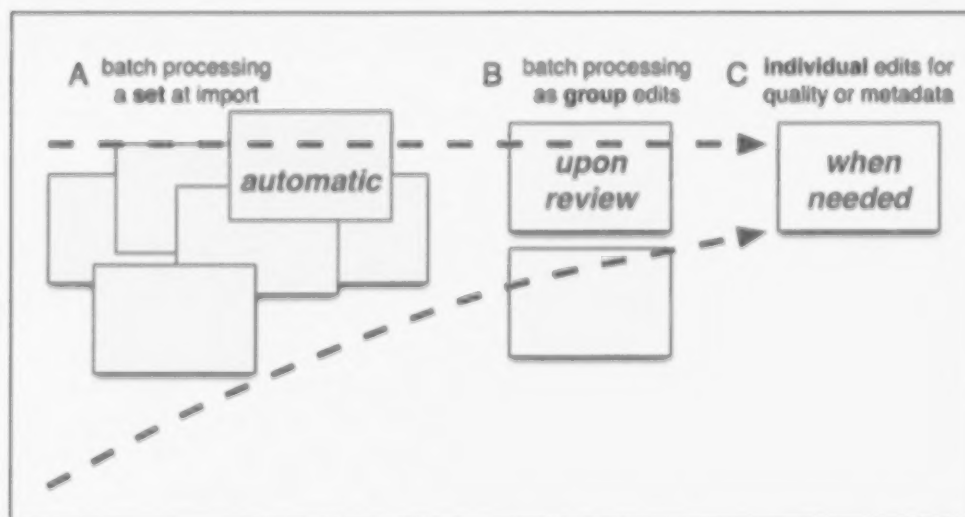 A batch processing
a set at import
automatic
B batch processing
as group edits
upon
review
C individual edits for
quality or metadata
when
needed